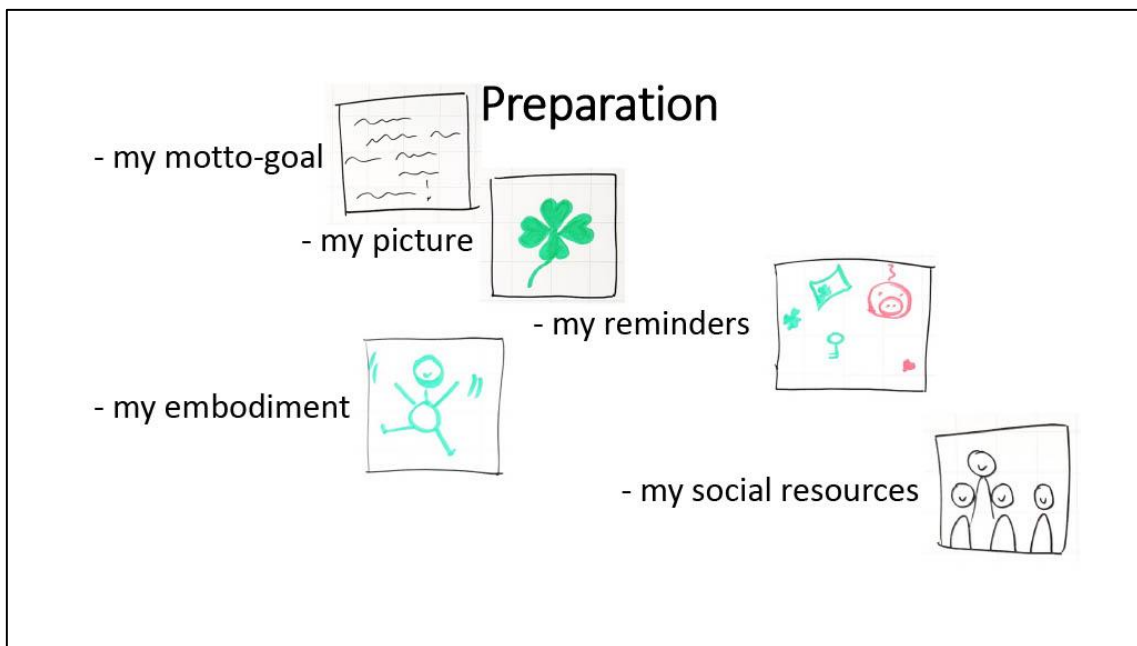 Preparation
- my motto-goal
- my picture
- my reminders
- my embodiment
- my social resources